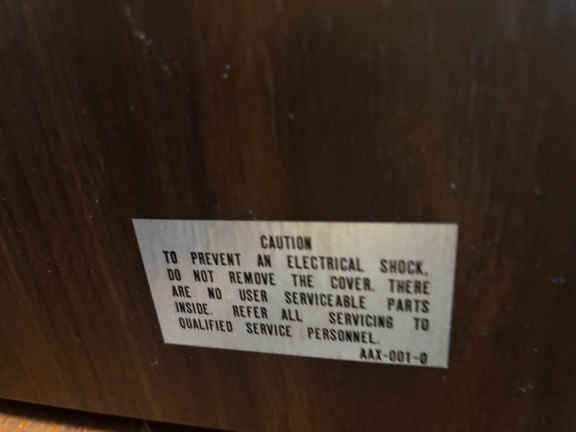 CAUTION
TO PREVENT AN ELECTRICAL SHOCK,
DO NOT REMOVE THE COVER. THERE
ARE NO USER SERVICEABLE PARTS
INSIDE. REFER ALL SERVICING TO
QUALIFIED SERVICE PERSONNEL.
AAX-001-0